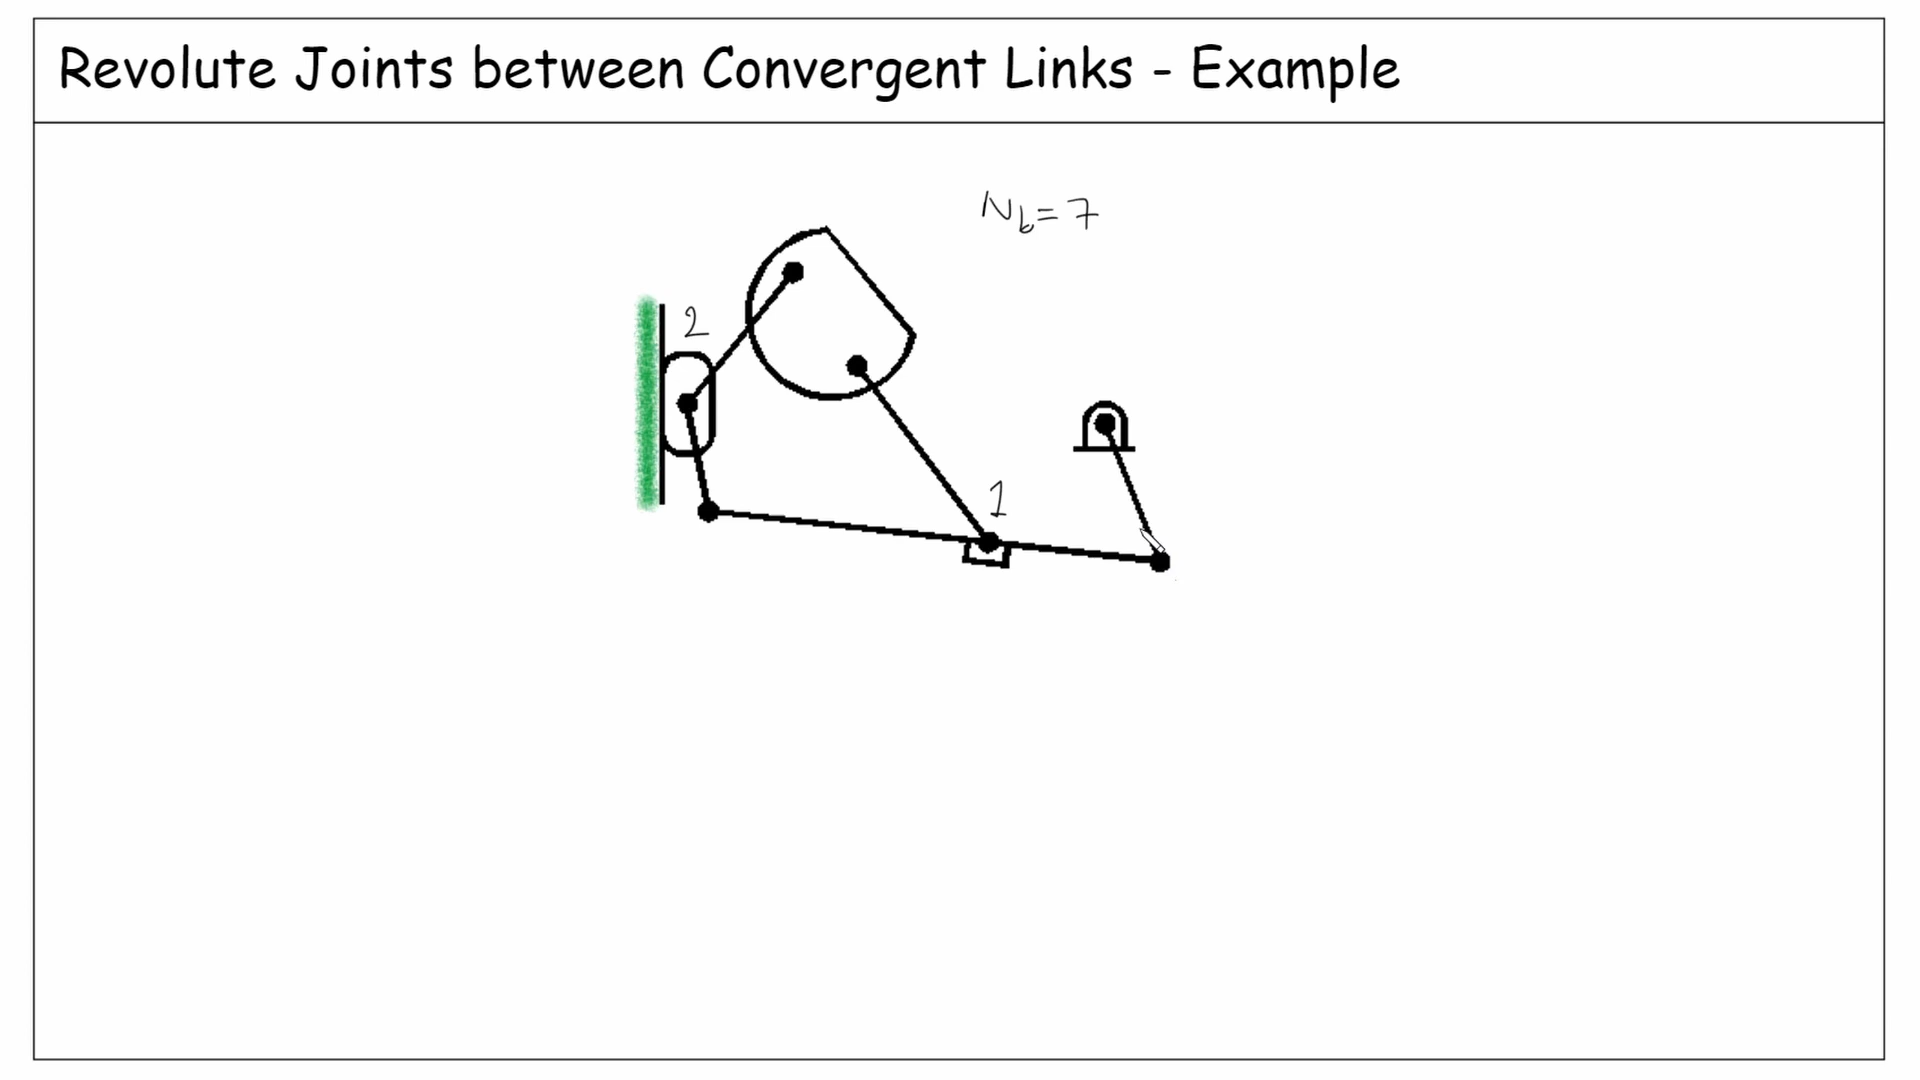 Revolute Joints between Convergent Links - Example
N_b = 7
2
1